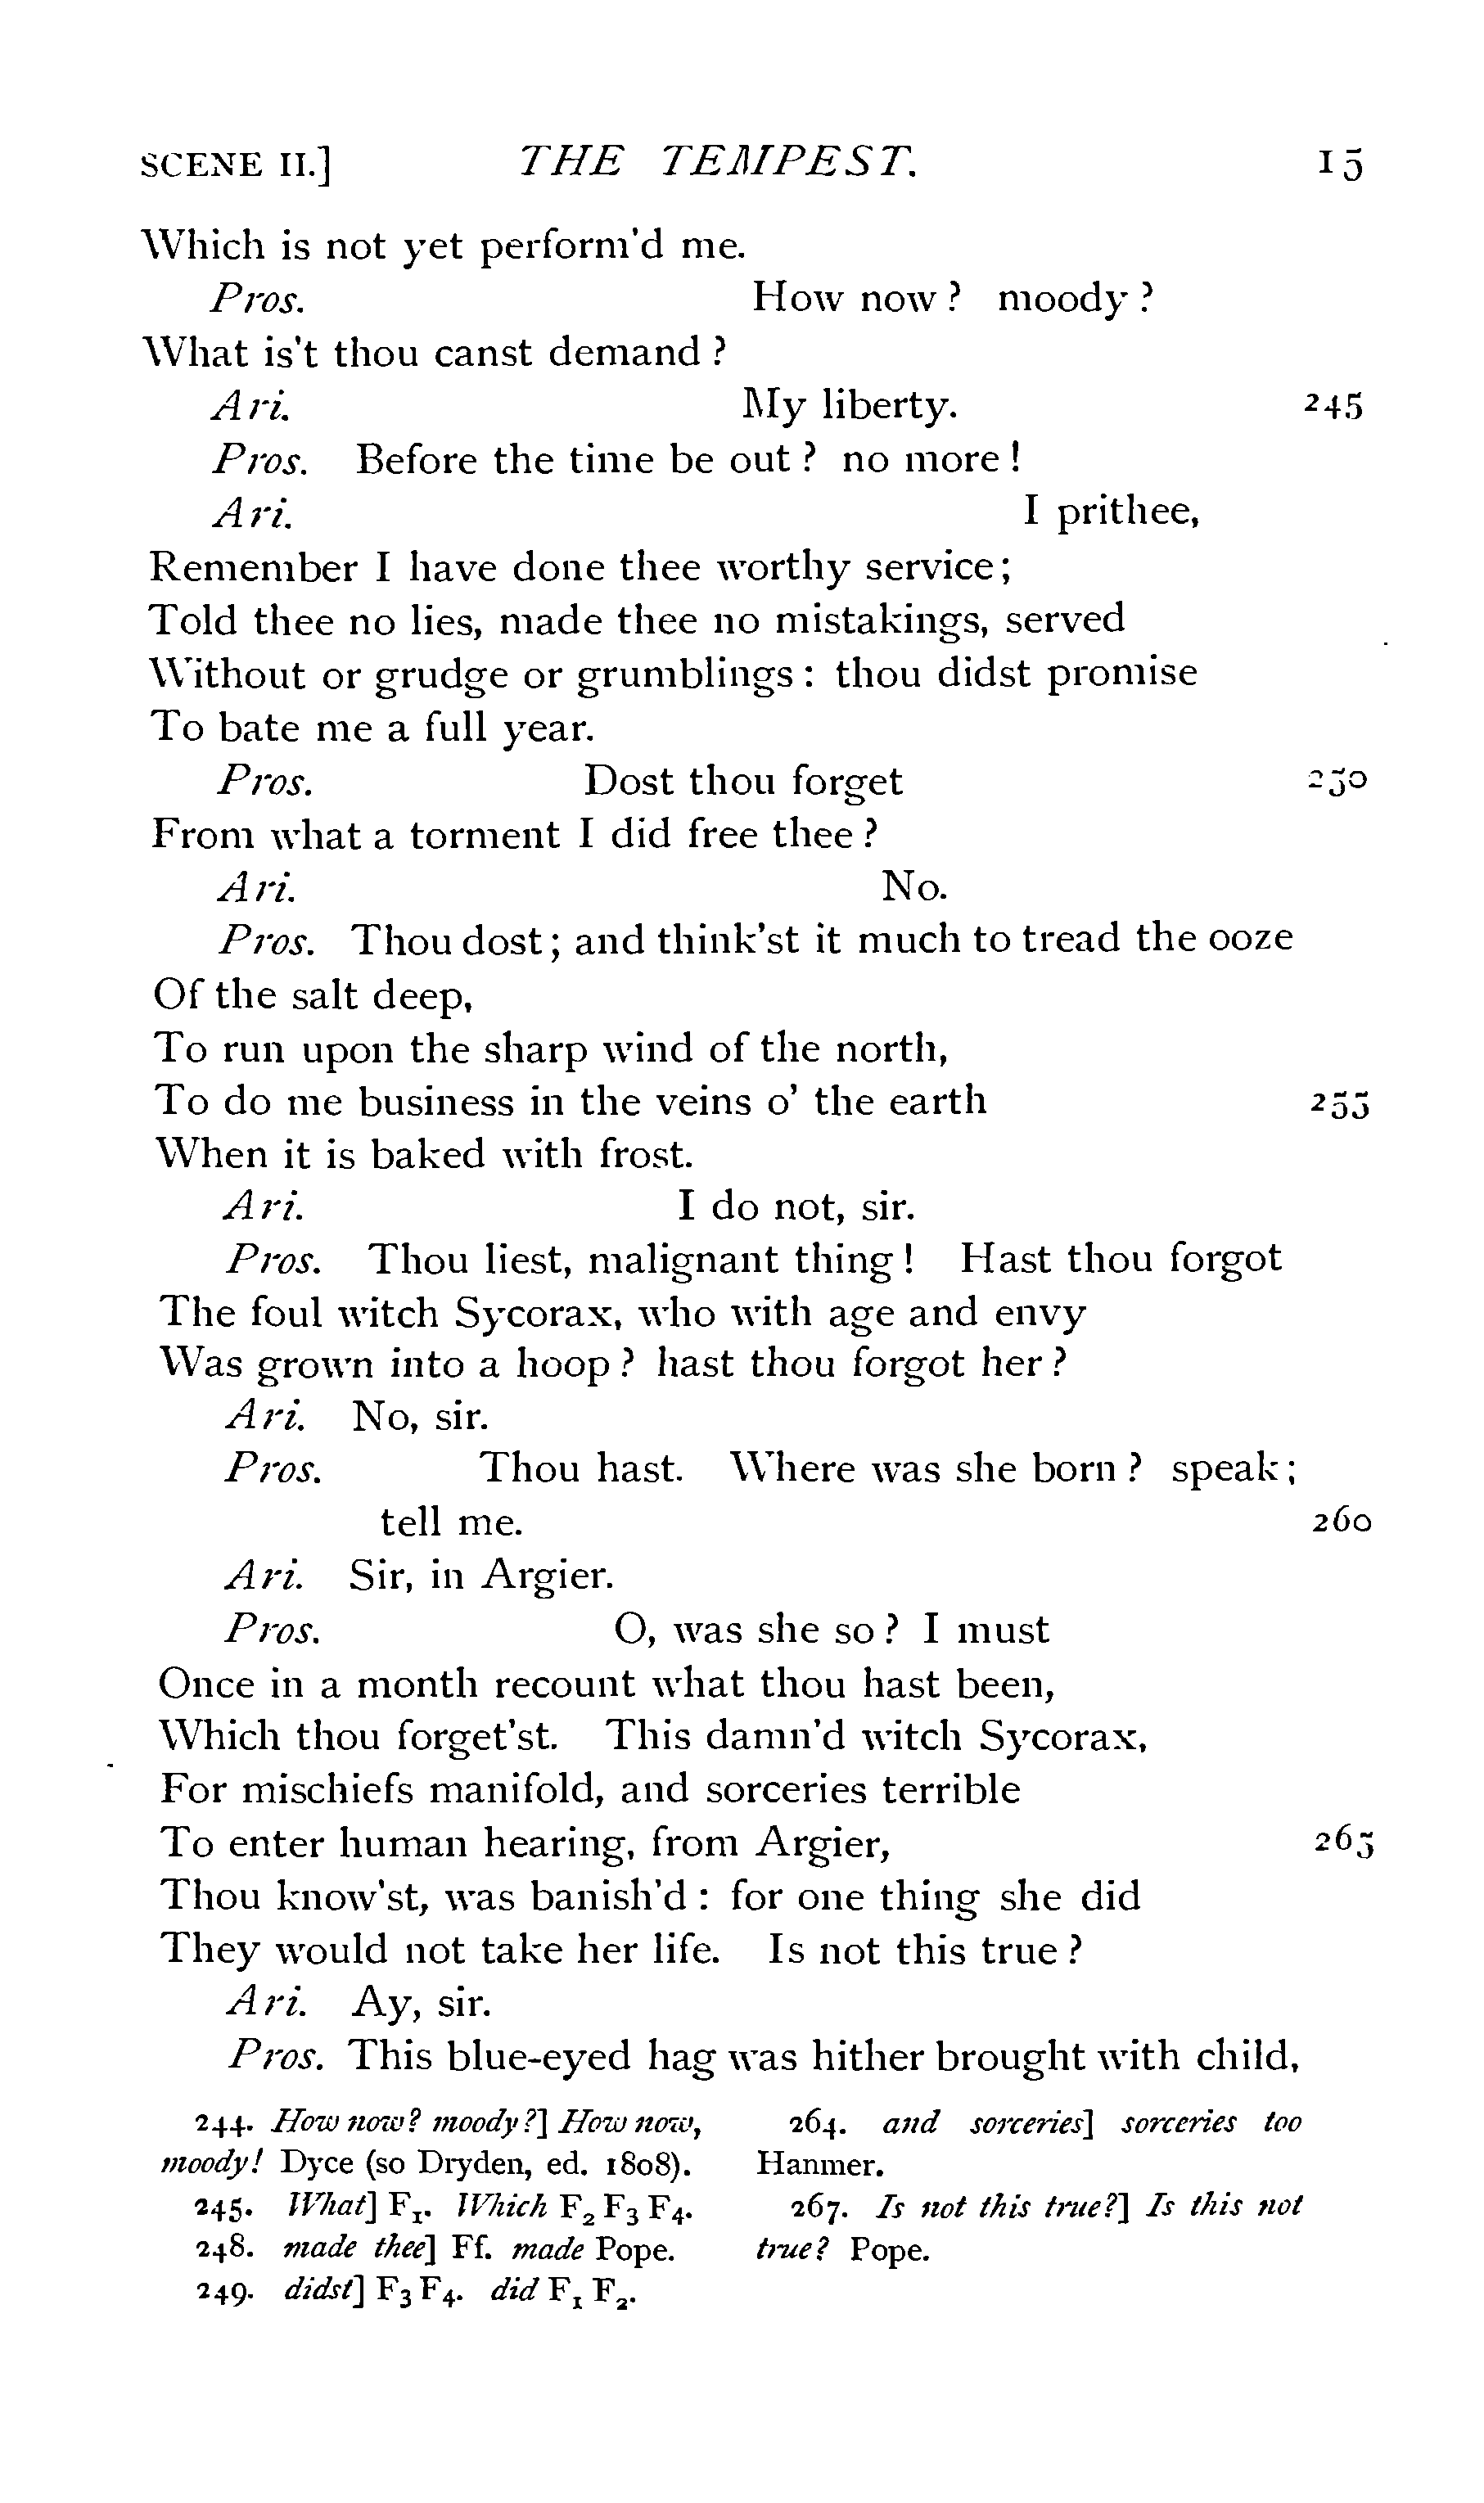 SCENE II.] THE TEMPEST. 15
Which is not yet perform'd me.
Pros. How now? moody?
What is't thou canst demand?
Ari. My liberty. 245
Pros. Before the time be out? no more!
Ari. I prithee,
Remember I have done thee worthy service;
Told thee no lies, made thee no mistakings, served
Without or grudge or grumblings: thou didst promise
To bate me a full year.
Pros. Dost thou forget 250
From what a torment I did free thee?
Ari. No.
Pros. Thou dost; and think'st it much to tread the ooze
Of the salt deep,
To run upon the sharp wind of the north,
To do me business in the veins o' the earth 255
When it is baked with frost.
Ari. I do not, sir.
Pros. Thou liest, malignant thing! Hast thou forgot
The foul witch Sycorax, who with age and envy
Was grown into a hoop? hast thou forgot her?
Ari. No, sir.
Pros. Thou hast. Where was she born? speak;
tell me. 260
Ari. Sir, in Argier.
Pros. O, was she so? I must
Once in a month recount what thou hast been,
Which thou forget'st. This damn'd witch Sycorax,
For mischiefs manifold, and sorceries terrible
To enter human hearing, from Argier, 265
Thou know'st, was banish'd: for one thing she did
They would not take her life. Is not this true?
Ari. Ay, sir.
Pros. This blue-eyed hag was hither brought with child,
244. How now? moody?] How now,
moody! Dyce (so Dryden, ed. 1808).
245. What] F1. Which F2 F3 F4.
248. made thee] Ff. made Pope.
249. didst] F3 F4. did F1 F2.
264. and sorceries] sorceries too
Hanmer.
267. Is not this true?] Is this not
true? Pope.